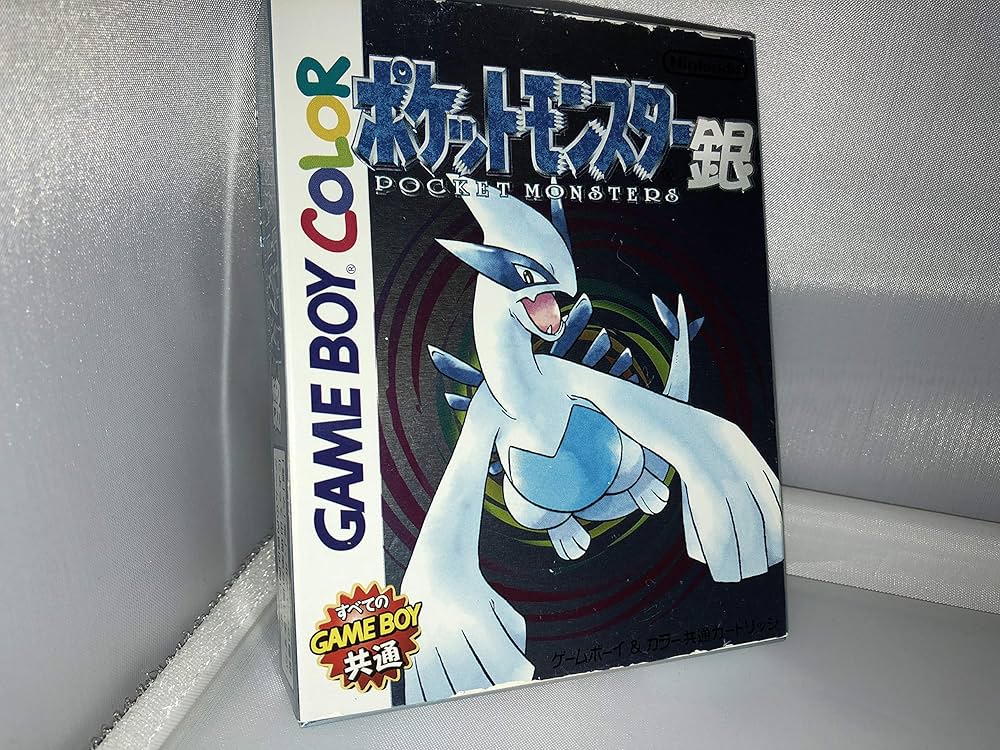 GAME BOY COLOR
ポケットモンスター銀
POCKET MONSTERS
Nintendo
すべての
GAME BOY
共通
ゲームボーイ & カラー共通カートリッジ